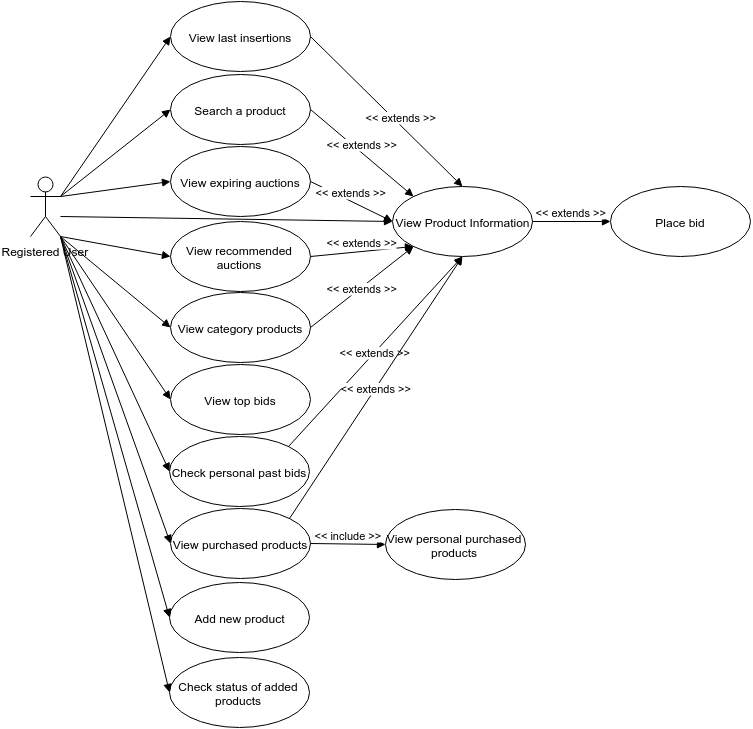 View last insertions
Search a product
<< extends >>
<< extends >>
View expiring auctions
<< extends >>
View Product Information
<< extends >>
Place bid
Registered User
View recommended
auctions
<< extends >>
<< extends >>
View category products
<< extends >>
<< extends >>
View top bids
Check personal past bids
View purchased products
<< include >>
View personal purchased
products
Add new product
Check status of added
products